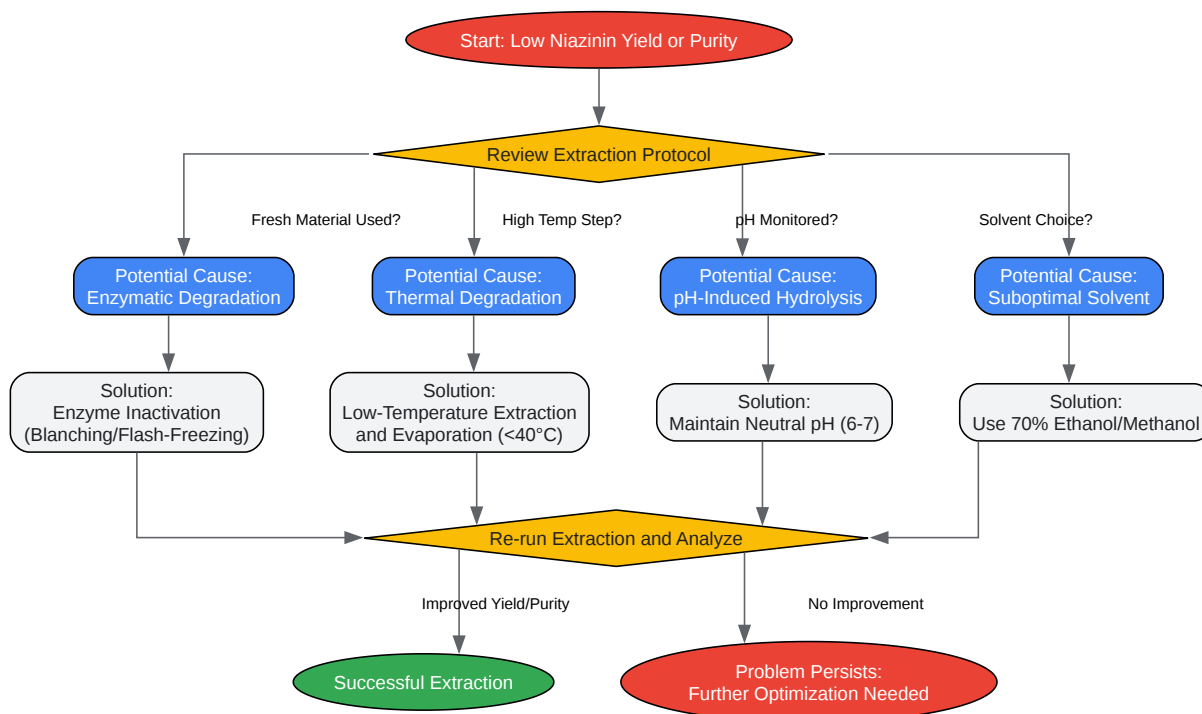 Start: Low Niazinin Yield or Purity
Review Extraction Protocol
Fresh Material Used?
High Temp Step?
pH Monitored?
Solvent Choice?
Potential Cause:
Enzymatic Degradation
Potential Cause:
Thermal Degradation
Potential Cause:
pH-Induced Hydrolysis
Potential Cause:
Suboptimal Solvent
Solution:
Enzyme Inactivation
(Blanching/Flash-Freezing)
Solution:
Low-Temperature Extraction
and Evaporation (<40°C)
Solution:
Maintain Neutral pH (6-7)
Solution:
Use 70% Ethanol/Methanol
Re-run Extraction and Analyze
Improved Yield/Purity
No Improvement
Successful Extraction
Problem Persists:
Further Optimization Needed